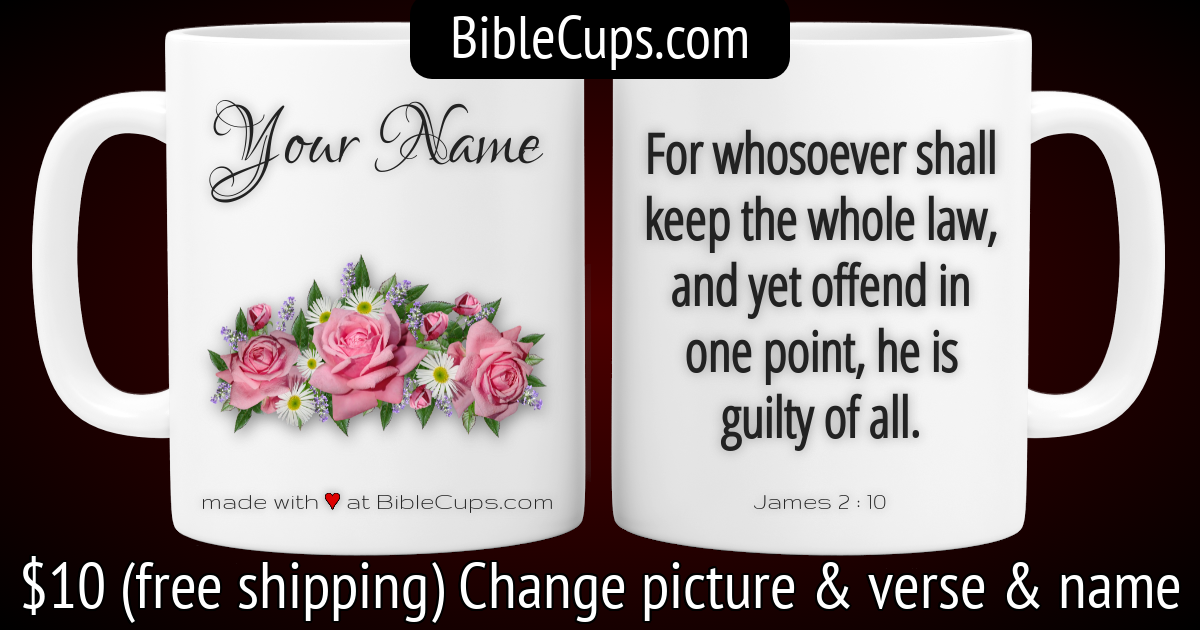 BibleCups.com
Your Name
made with ♥ at BibleCups.com
For whosoever shall
keep the whole law,
and yet offend in
one point, he is
guilty of all.
James 2 : 10
$10 (free shipping) Change picture & verse & name